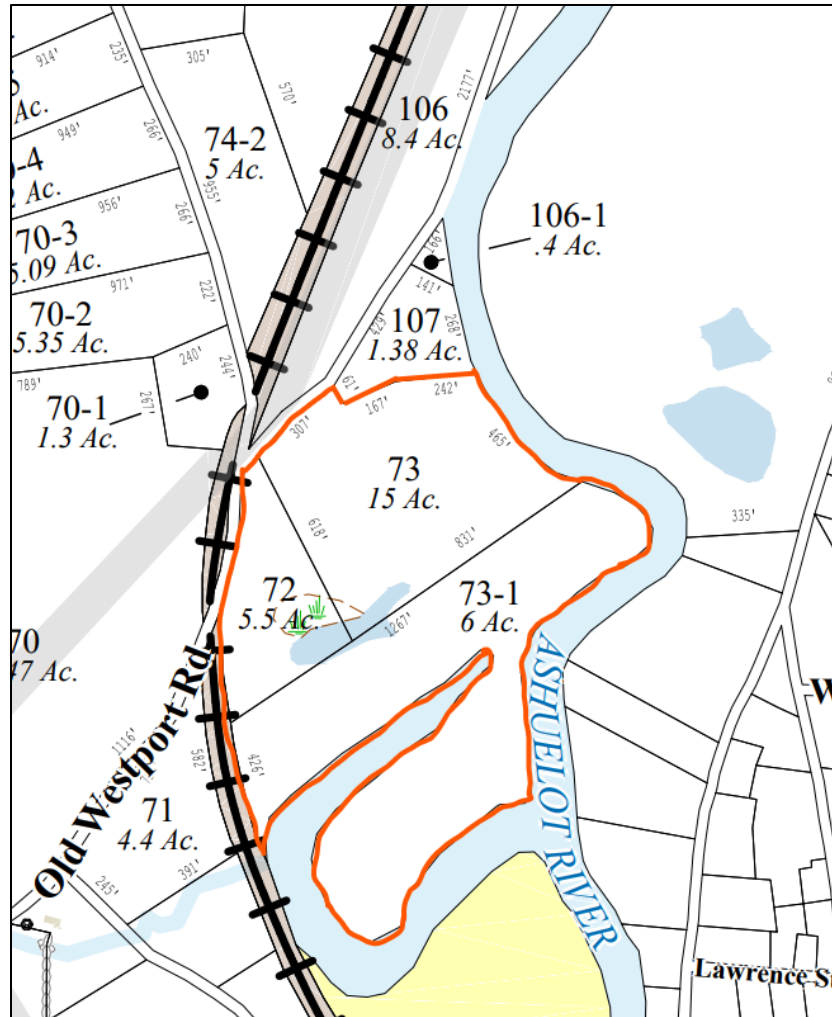 914'
235'
305'
570'
2177'
Ac.
106
8.4 Ac.
949'
266'
74-2
5 Ac.
-4
Ac.
955'
956'
266'
70-3
5.09 Ac.
106-1
.4 Ac.
166'
141'
971'
222'
70-2
5.35 Ac.
429'
268'
107
1.38 Ac.
240'
244'
789'
267'
70-1
1.3 Ac.
61'
167'
242'
307'
465'
73
15 Ac.
618'
831'
335'
72
5.5 Ac.
73-1
6 Ac.
1267'
70
47 Ac.
W
Old Westport Rd
ASHUELOT RIVER
1116'
582'
426'
71
4.4 Ac.
391'
245'
Lawrence St